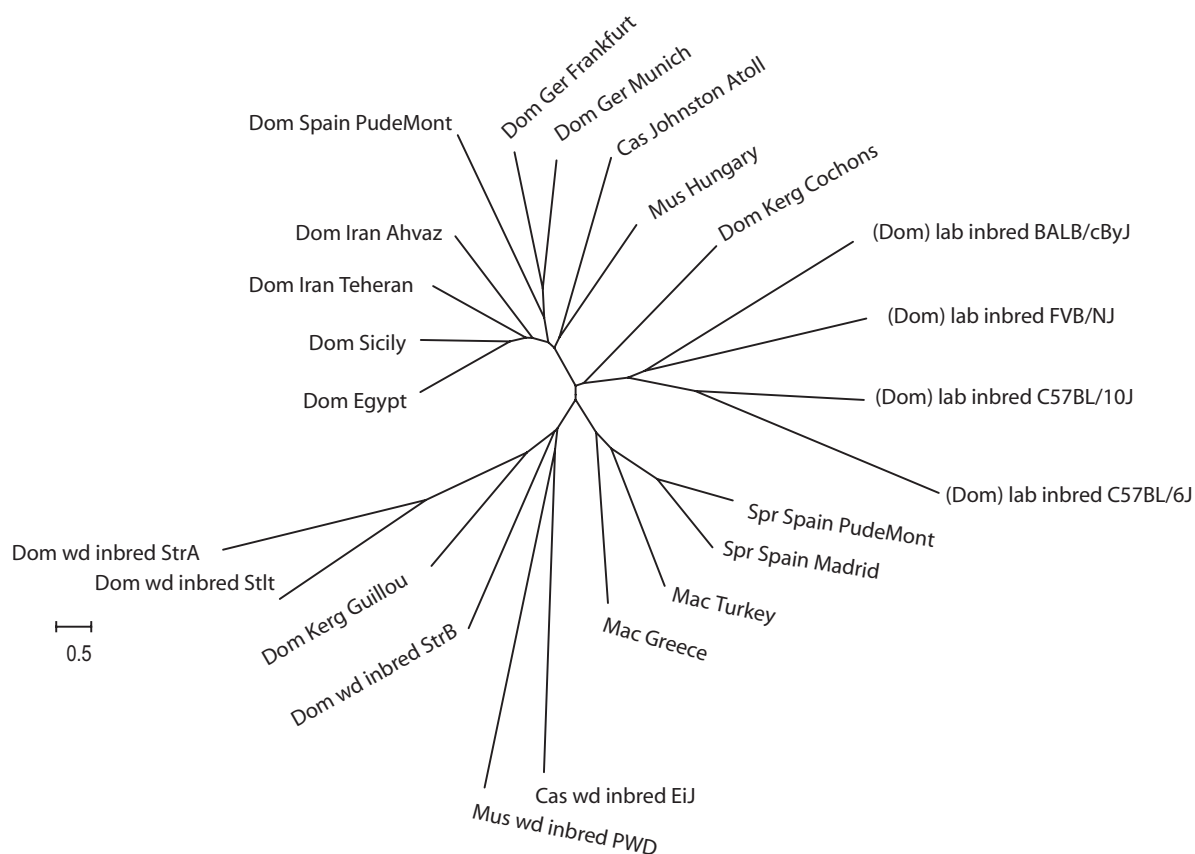 Dom Ger Frankfurt
Dom Ger Munich
Cas Johnston Atoll
Dom Spain PudeMont
Mus Hungary
Dom Kerg Cochons
Dom Iran Ahvaz
(Dom) lab inbred BALB/cByJ
Dom Iran Teheran
(Dom) lab inbred FVB/NJ
Dom Sicily
Dom Egypt
(Dom) lab inbred C57BL/10J
(Dom) lab inbred C57BL/6J
Spr Spain PudeMont
Spr Spain Madrid
Dom wd inbred StrA
Dom wd inbred StIt
Mac Turkey
Dom Kerg Guillou
Mac Greece
0.5
Dom wd inbred StrB
Cas wd inbred EiJ
Mus wd inbred PWD